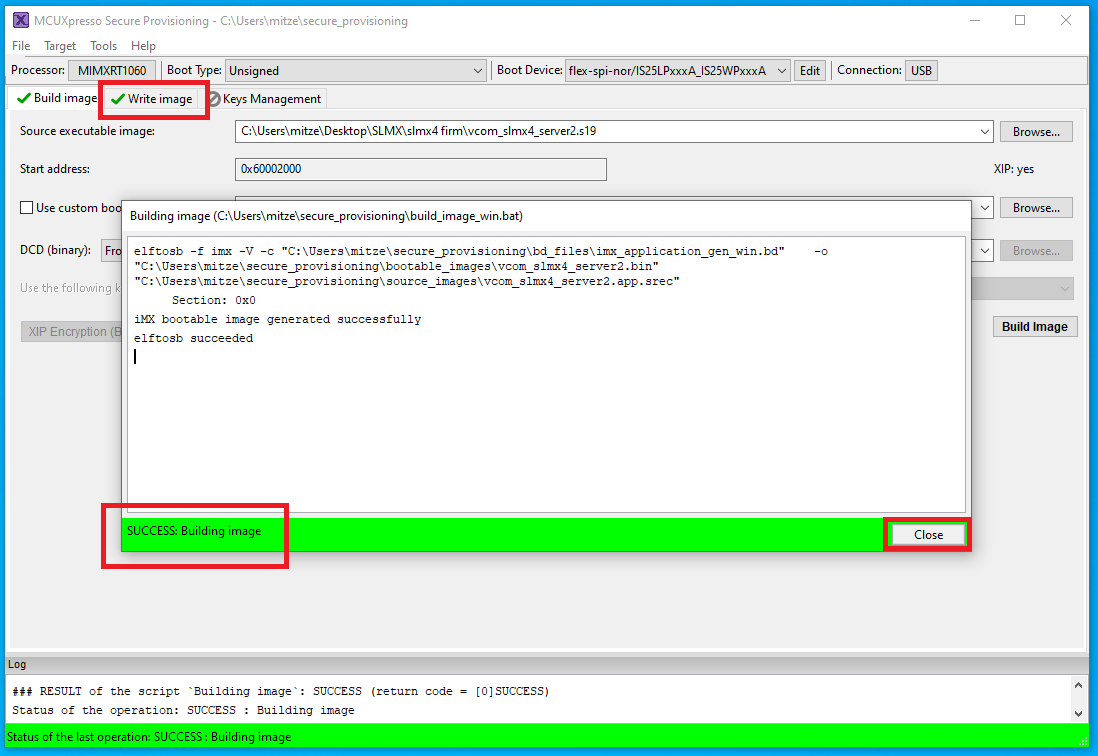 MCUXpresso Secure Provisioning - C:\Users\mitze\secure_provisioning
File Target Tools Help
Processor: MIMXRT1060 Boot Type: Unsigned Boot Device: flex-spi-nor/IS25LPxxxA_IS25WPxxxA Edit Connection: USB
Build image Write image Keys Management
Source executable image: C:\Users\mitze\Desktop\SLMX\slmx4 firm\vcom_slmx4_server2.s19 Browse...
Start address: 0x60002000 XIP: yes
Use custom boo Browse...
DCD (binary): Fro Browse...
Use the following k
XIP Encryption (B Build Image
Building image (C:\Users\mitze\secure_provisioning\build_image_win.bat)
elftosb -f imx -V -c "C:\Users\mitze\secure_provisioning\bd_files\imx_application_gen_win.bd" -o
"C:\Users\mitze\secure_provisioning\bootable_images\vcom_slmx4_server2.bin"
"C:\Users\mitze\secure_provisioning\source_images\vcom_slmx4_server2.app.srec"
Section: 0x0
iMX bootable image generated successfully
elftosb succeeded
SUCCESS: Building image Close
Log
### RESULT of the script `Building image`: SUCCESS (return code = [0]SUCCESS)
Status of the operation: SUCCESS : Building image
Status of the last operation: SUCCESS : Building image